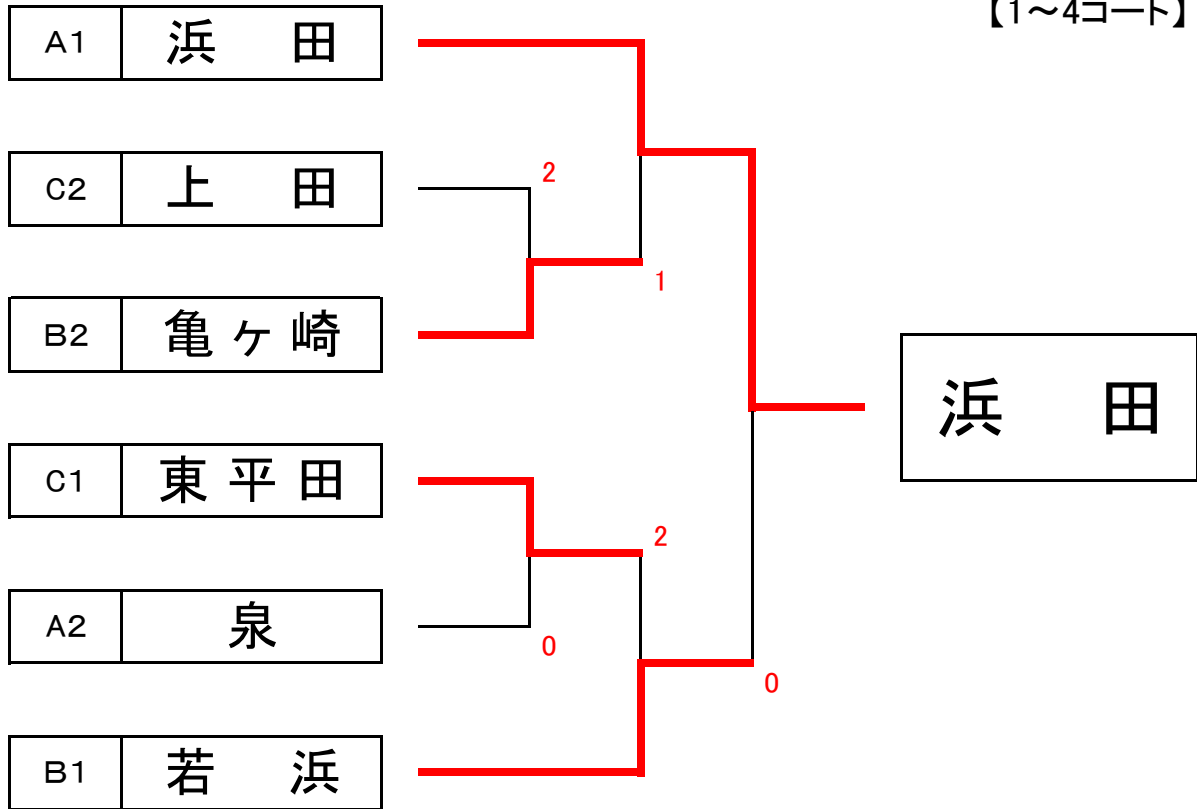 【1～4コート】
A1 浜 田
C2 上 田
2
1
B2 亀ヶ崎
浜 田
C1 東平田
2
A2 泉
0
0
B1 若 浜